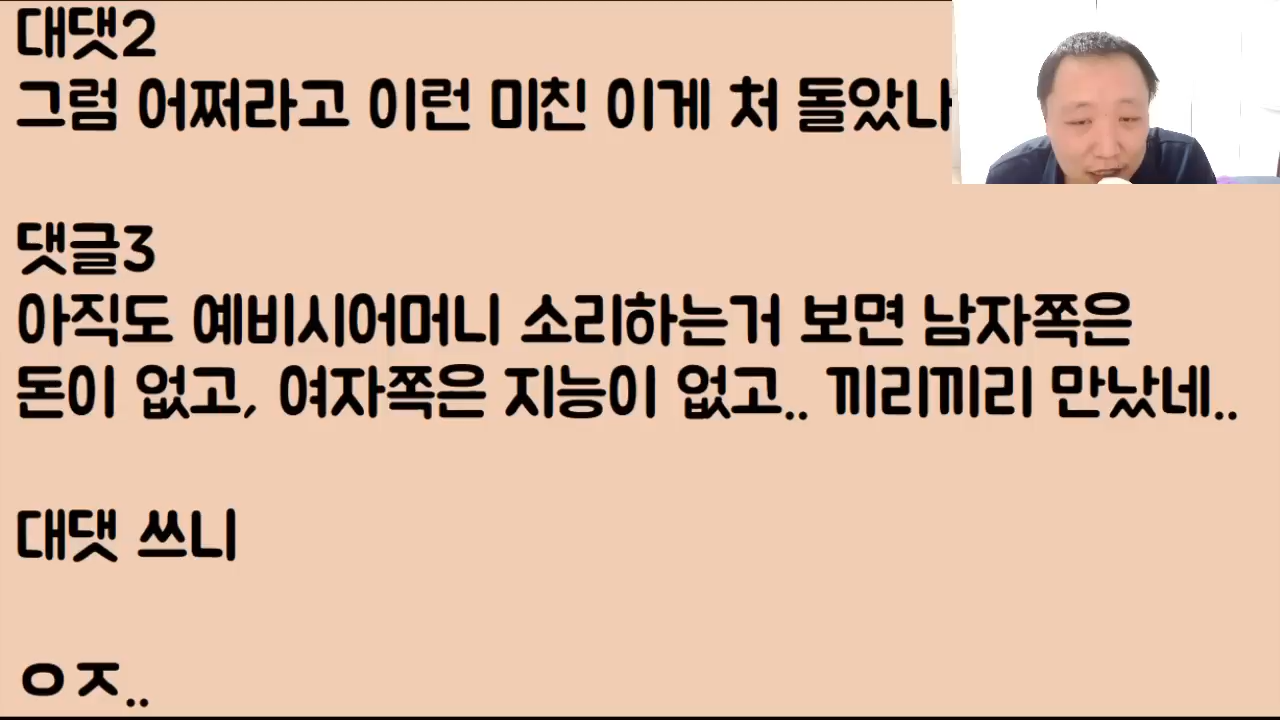 대댓2
그럼 어쩌라고 이런 미친 이게 처 돌았나
댓글3
아직도 예비시어머니 소리하는거 보면 남자쪽은
돈이 없고, 여자쪽은 지능이 없고.. 끼리끼리 만났네..
대댓 쓰니
ㅇㅈ..